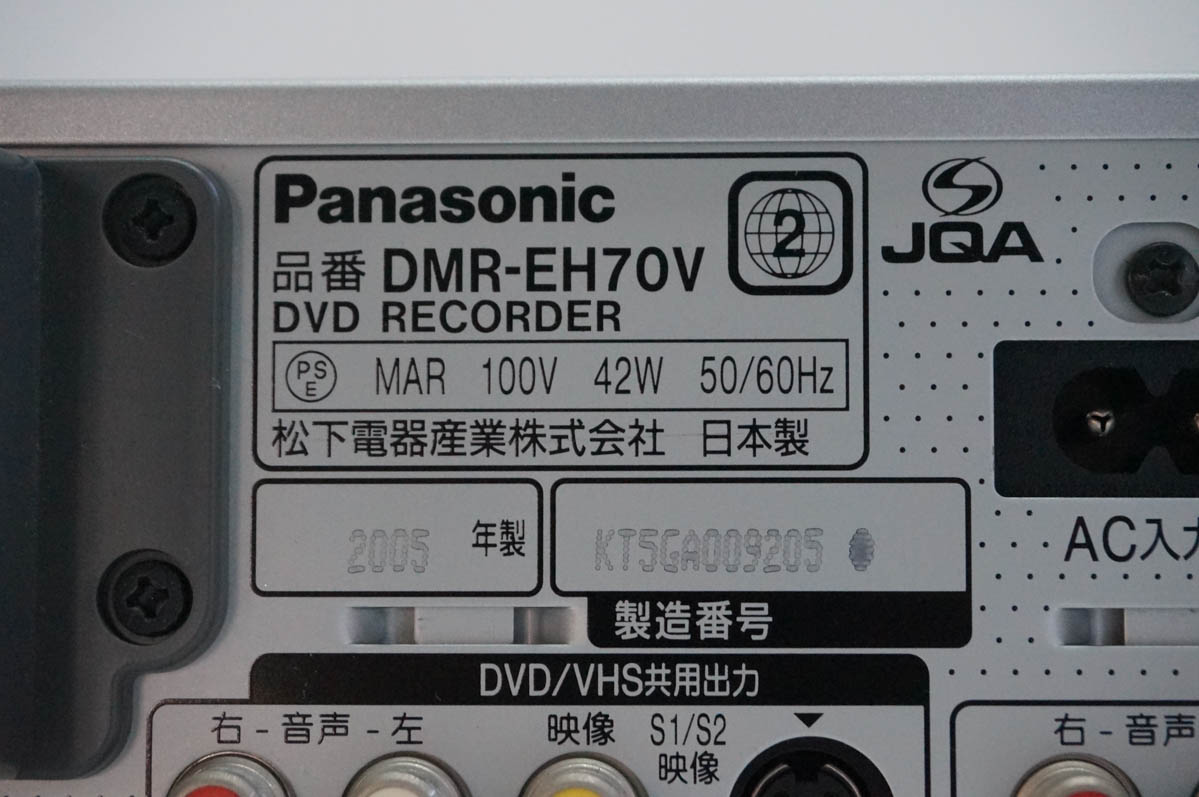 Panasonic
2
JQA
品番 DMR-EH70V
DVD RECORDER
PS
E
MAR 100V 42W 50/60Hz
松下電器産業株式会社 日本製
2005 年製
KT5GA009205
製造番号
AC入力
DVD/VHS共用出力
右-音声-左
映像
S1/S2
映像
右-音声